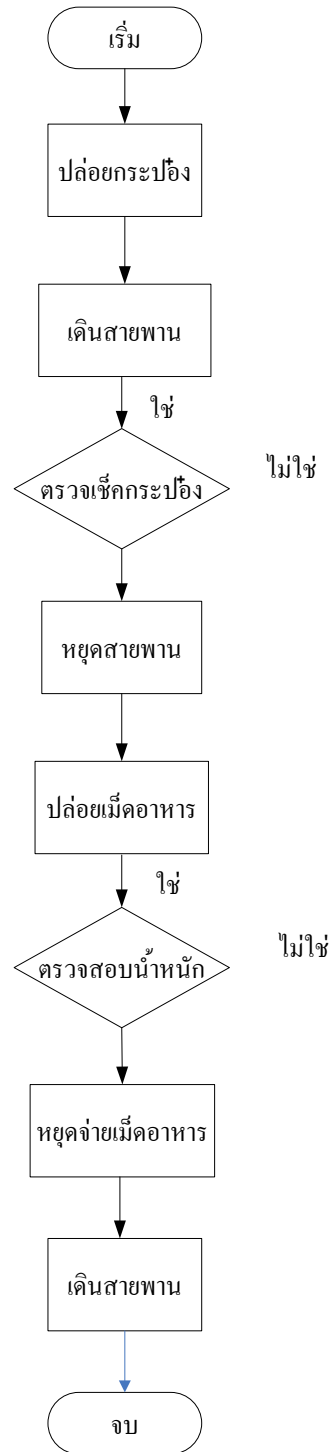 เริ่ม
ปล่อยกระป๋อง
เดินสายพาน
ใช่
ตรวจเช็คกระป๋อง
ไม่ใช่
หยุดสายพาน
ปล่อยเม็ดอาหาร
ใช่
ตรวจสอบน้ำหนัก
ไม่ใช่
หยุดจ่ายเม็ดอาหาร
เดินสายพาน
จบ